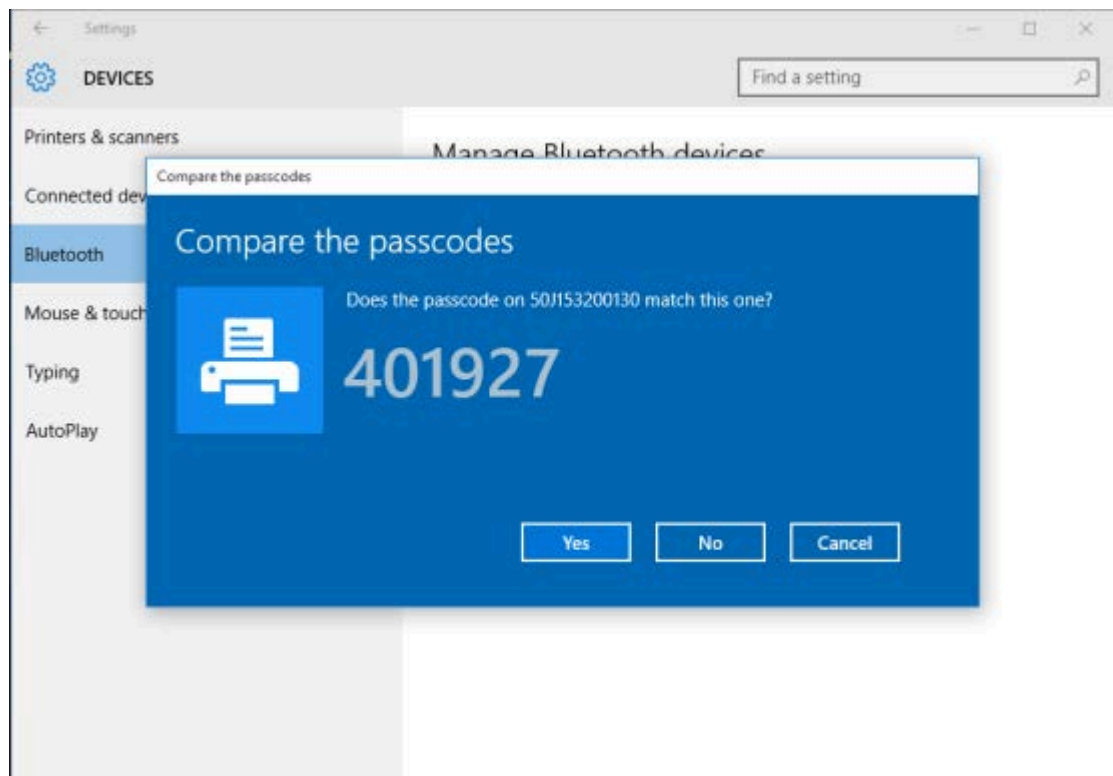 Settings
DEVICES
Find a setting
Printers & scanners
Manage Bluetooth devices
Connected dev
Compare the passcodes
Bluetooth
Compare the passcodes
Does the passcode on 50J153200130 match this one?
Mouse & touch
401927
Typing
AutoPlay
Yes
No
Cancel